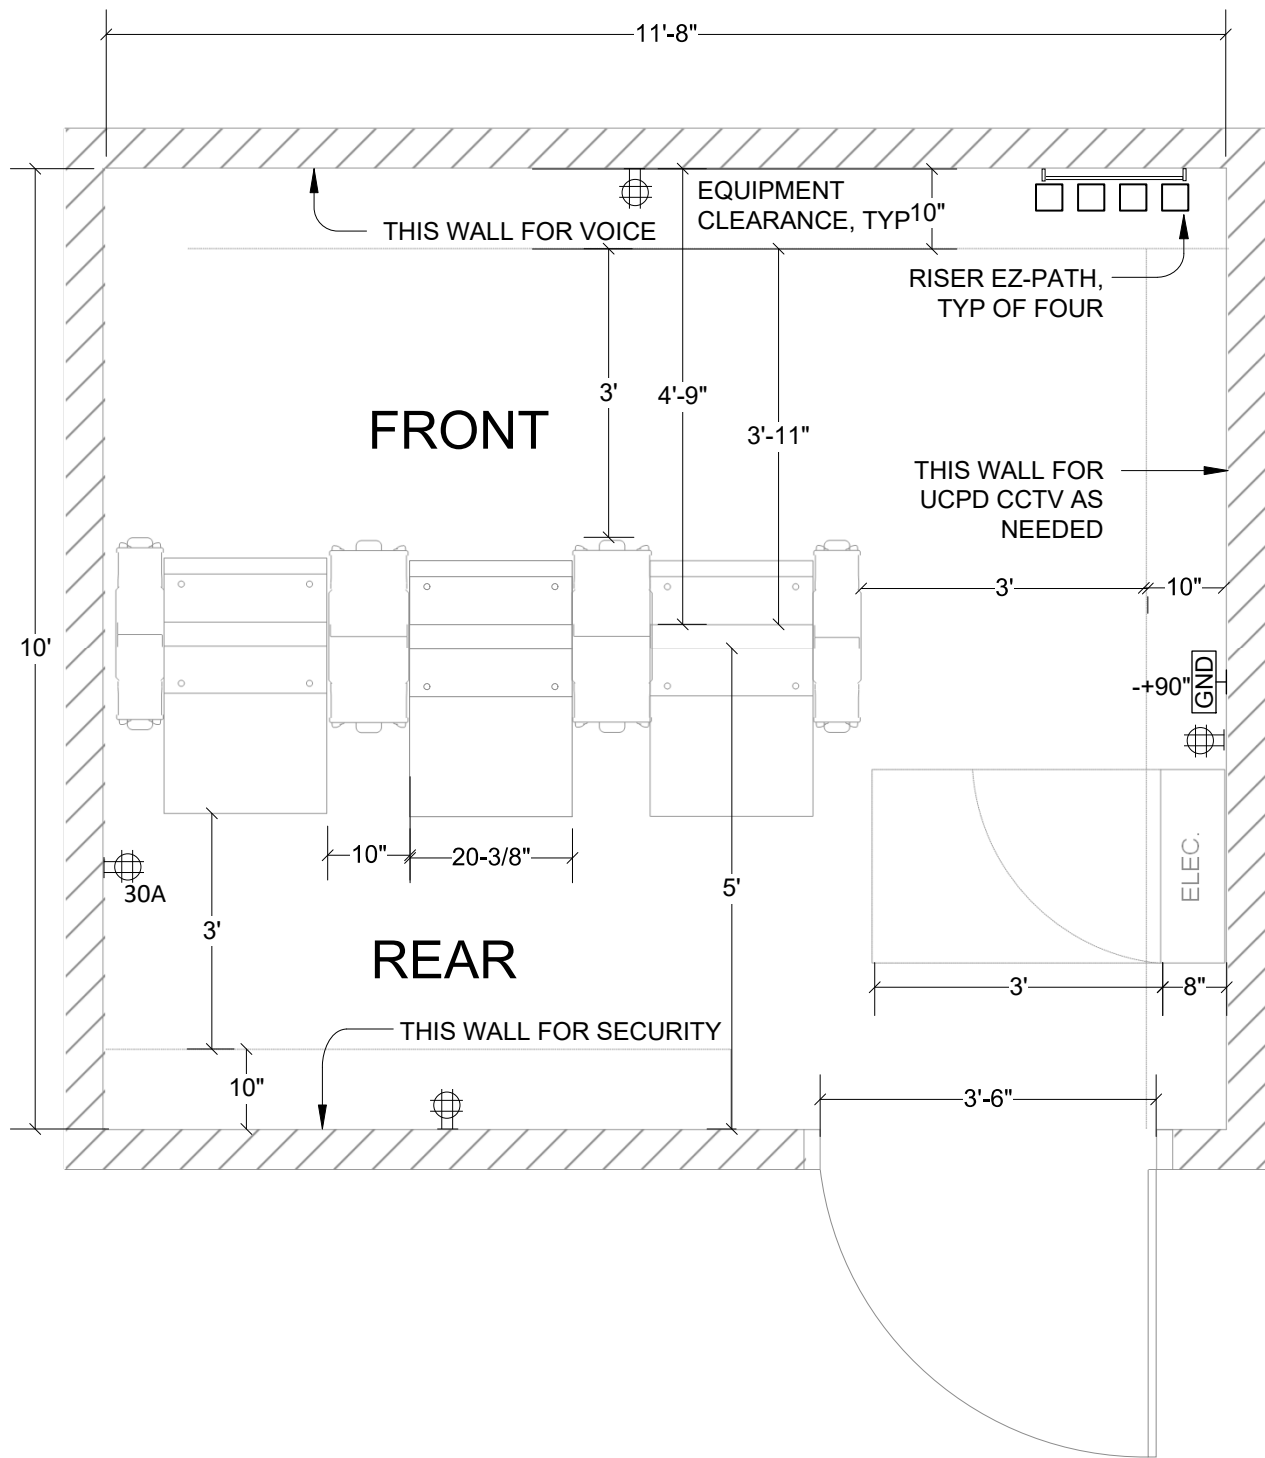 11'-8"
EQUIPMENT
CLEARANCE, TYP
10"
THIS WALL FOR VOICE
RISER EZ-PATH,
TYP OF FOUR
3'
4'-9"
3'-11"
FRONT
THIS WALL FOR
UCPD CCTV AS
NEEDED
3'
10"
10'
-+90"
GND
10"
20-3/8"
5'
ELEC.
30A
3'
REAR
3'
8"
THIS WALL FOR SECURITY
10"
3'-6"